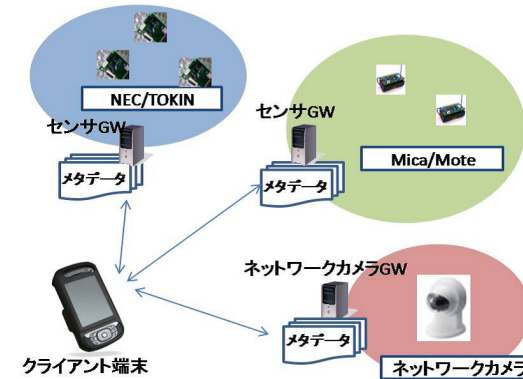 NEC/TOKIN
センサGW
メタデータ
センサGW
メタデータ
Mica/Mote
ネットワークカメラGW
メタデータ
ネットワークカメラ
クライアント端末